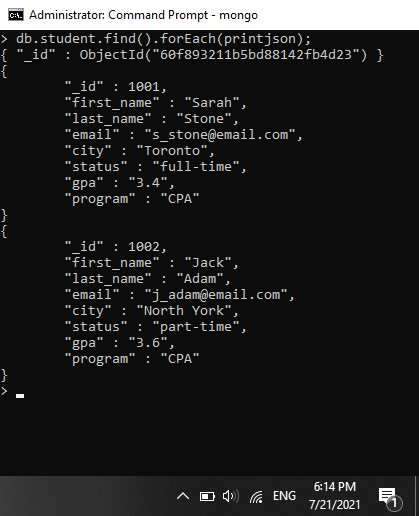 Administrator: Command Prompt - mongo
> db.student.find().forEach(printjson);
{ "_id" : ObjectId("60f893211b5bd88142fb4d23") }
{
        "_id" : 1001,
        "first_name" : "Sarah",
        "last_name" : "Stone",
        "email" : "s_stone@email.com",
        "city" : "Toronto",
        "status" : "full-time",
        "gpa" : "3.4",
        "program" : "CPA"
}
{
        "_id" : 1002,
        "first_name" : "Jack",
        "last_name" : "Adam",
        "email" : "j_adam@email.com",
        "city" : "North York",
        "status" : "part-time",
        "gpa" : "3.6",
        "program" : "CPA"
}
>
ENG
6:14 PM
7/21/2021
1